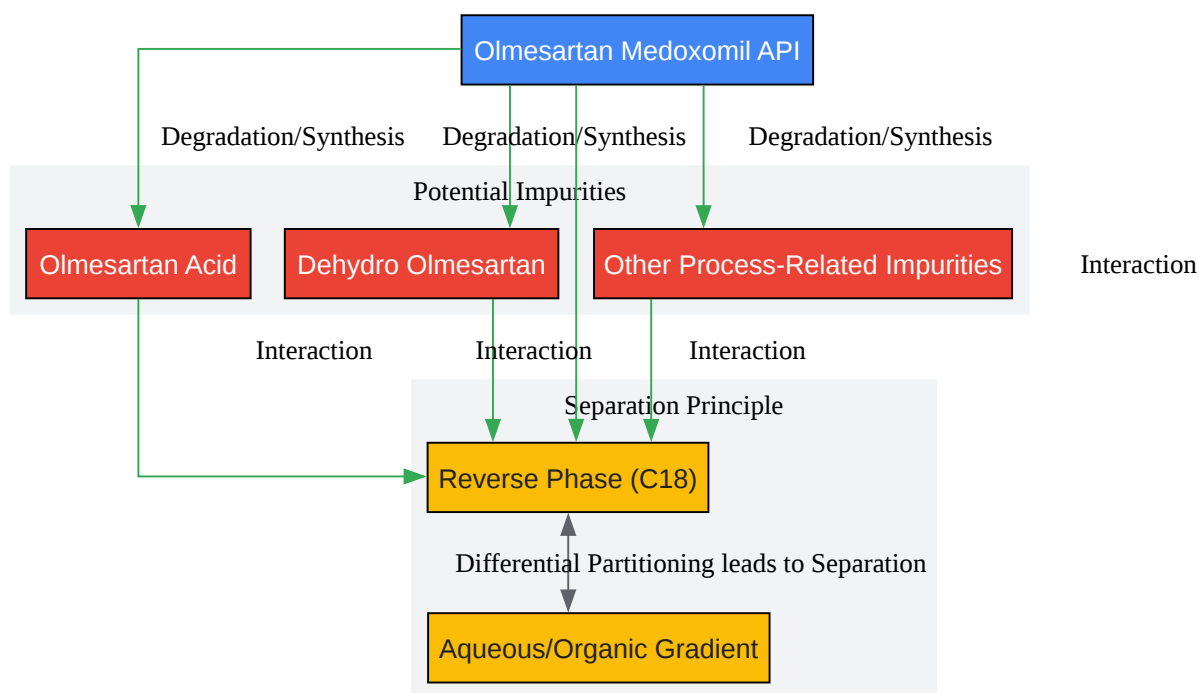 Olmesartan Medoxomil API
Degradation/Synthesis
Degradation/Synthesis
Degradation/Synthesis
Potential Impurities
Olmesartan Acid
Dehydro Olmesartan
Other Process-Related Impurities
Interaction
Interaction
Interaction
Interaction
Separation Principle
Reverse Phase (C18)
Differential Partitioning leads to Separation
Aqueous/Organic Gradient